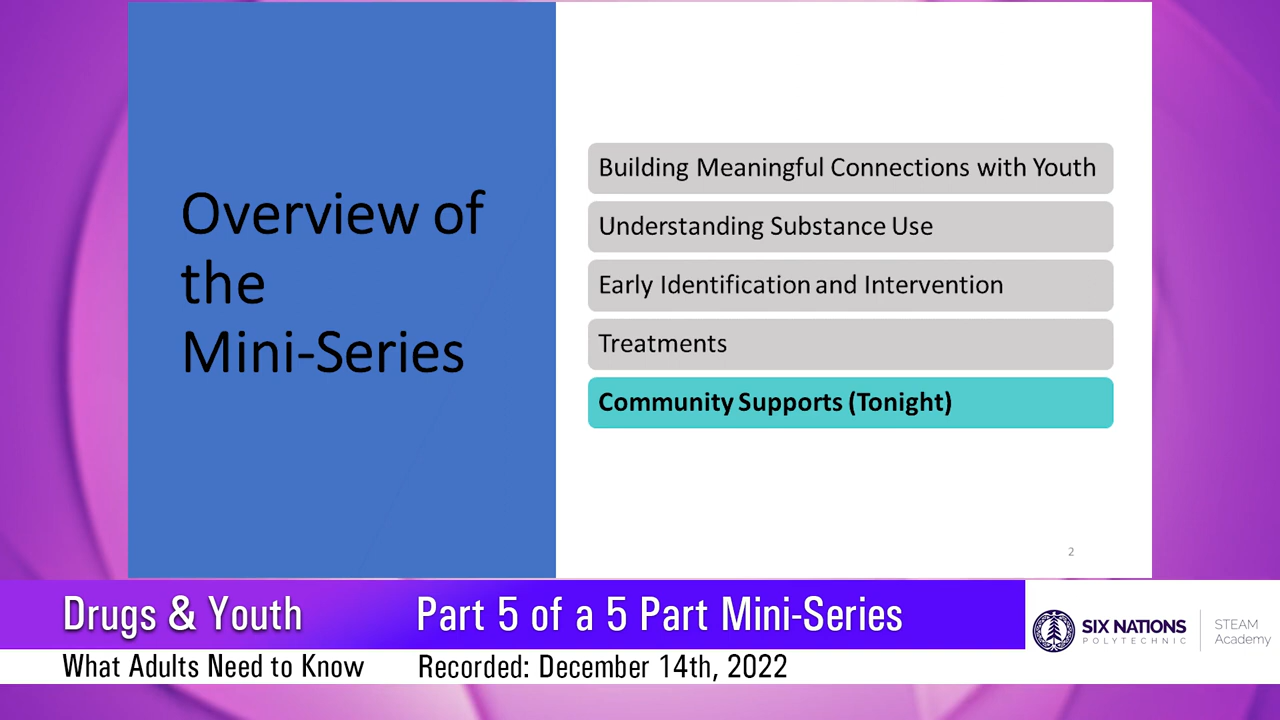 Overview of
the
Mini-Series
Building Meaningful Connections with Youth
Understanding Substance Use
Early Identification and Intervention
Treatments
Community Supports (Tonight)
2
Drugs & Youth
Part 5 of a 5 Part Mini-Series
What Adults Need to Know
Recorded: December 14th, 2022
SIX NATIONS
POLYTECHNIC
STEAM
Academy